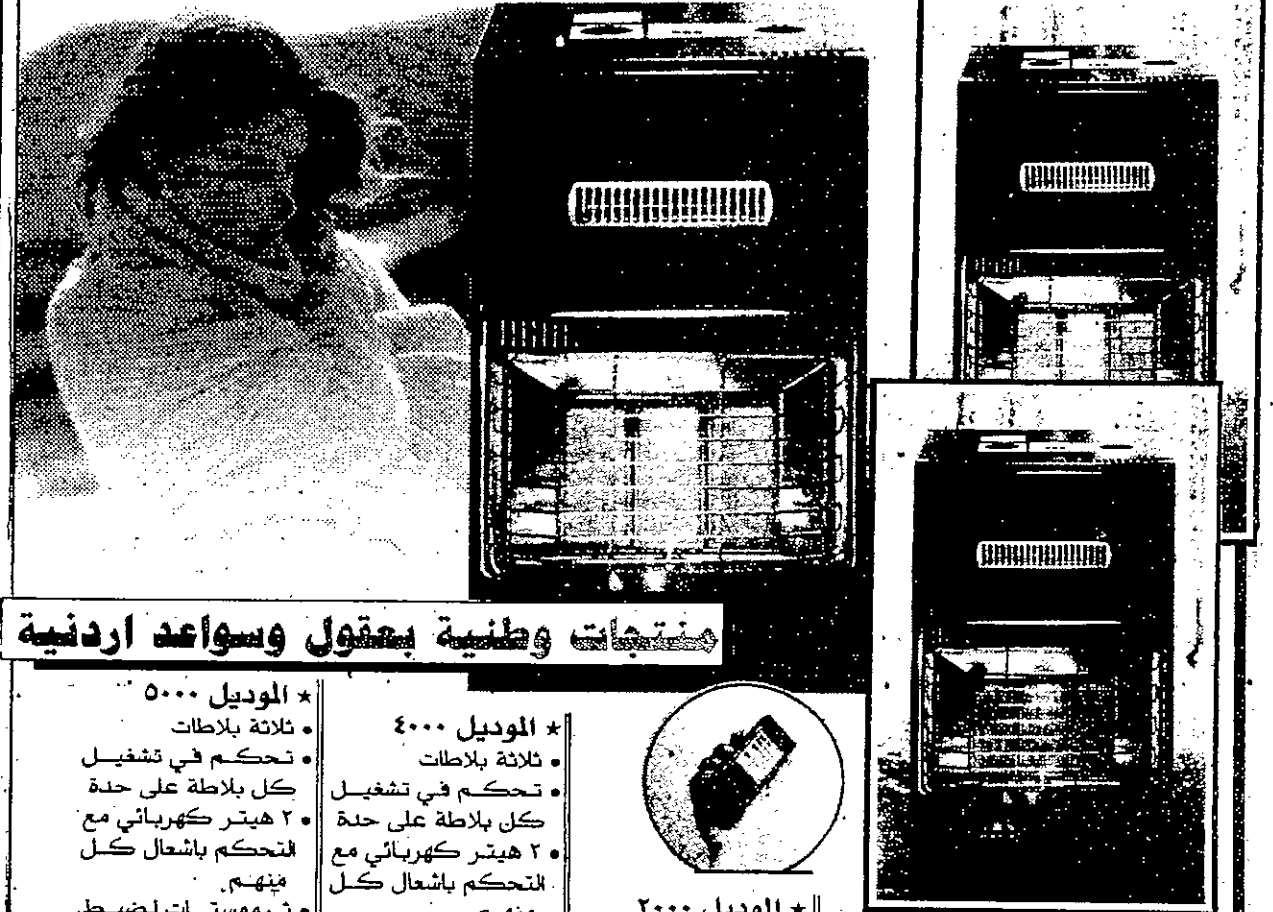 منتجات وطنية بعقول وسواعد اردنية
★ الموديل ٢٠٠٠
★ الموديل ٤٠٠٠
• ثلاثة بلاطات
• تحكم في تشغيل
كل بلاطة على حدة
• ٢ هيتر كهربائي مع
التحكم باشعال كل
★ الموديل ٥٠٠٠
• ثلاثة بلاطات
• تحكم في تشغيل
كل بلاطة على حدة
• ٢ هيتر كهربائي مع
التحكم باشعال كل
منهم.